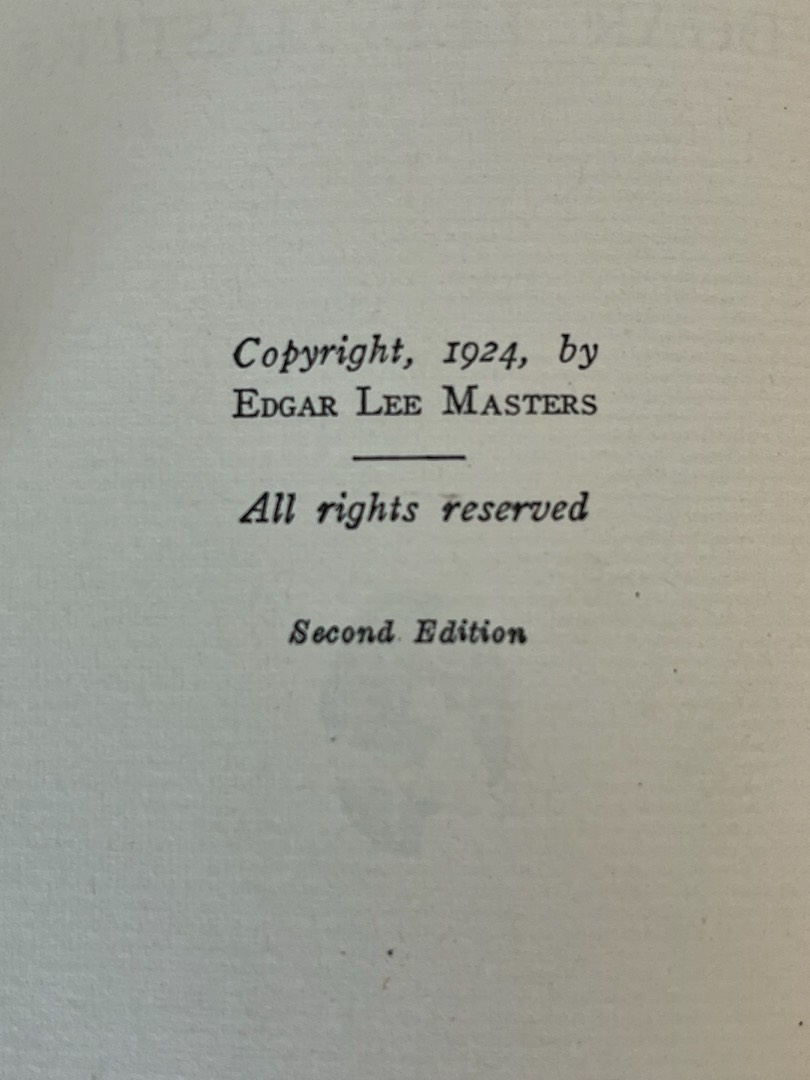 Copyright, 1924, by
EDGAR LEE MASTERS
All rights reserved
Second Edition